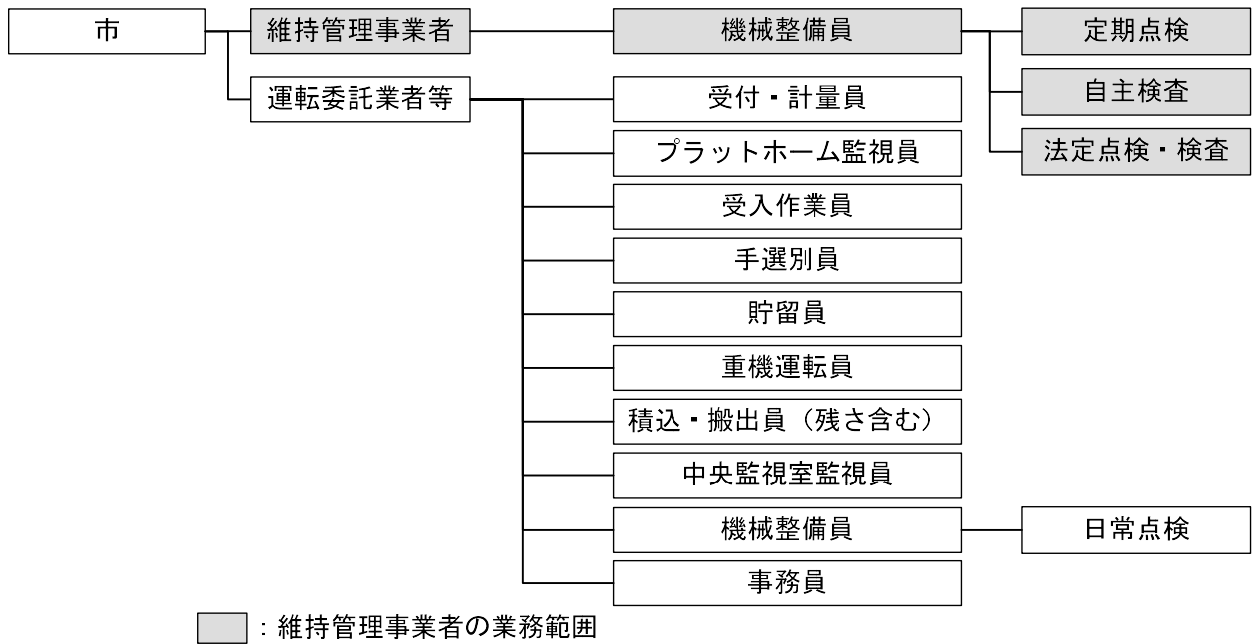 市
維持管理事業者
機械整備員
定期点検
運転委託業者等
受付・計量員
自主検査
プラットホーム監視員
法定点検・検査
受入作業員
手選別員
貯留員
重機運転員
積込・搬出員（残さ含む）
中央監視室監視員
機械整備員
日常点検
事務員
：維持管理事業者の業務範囲